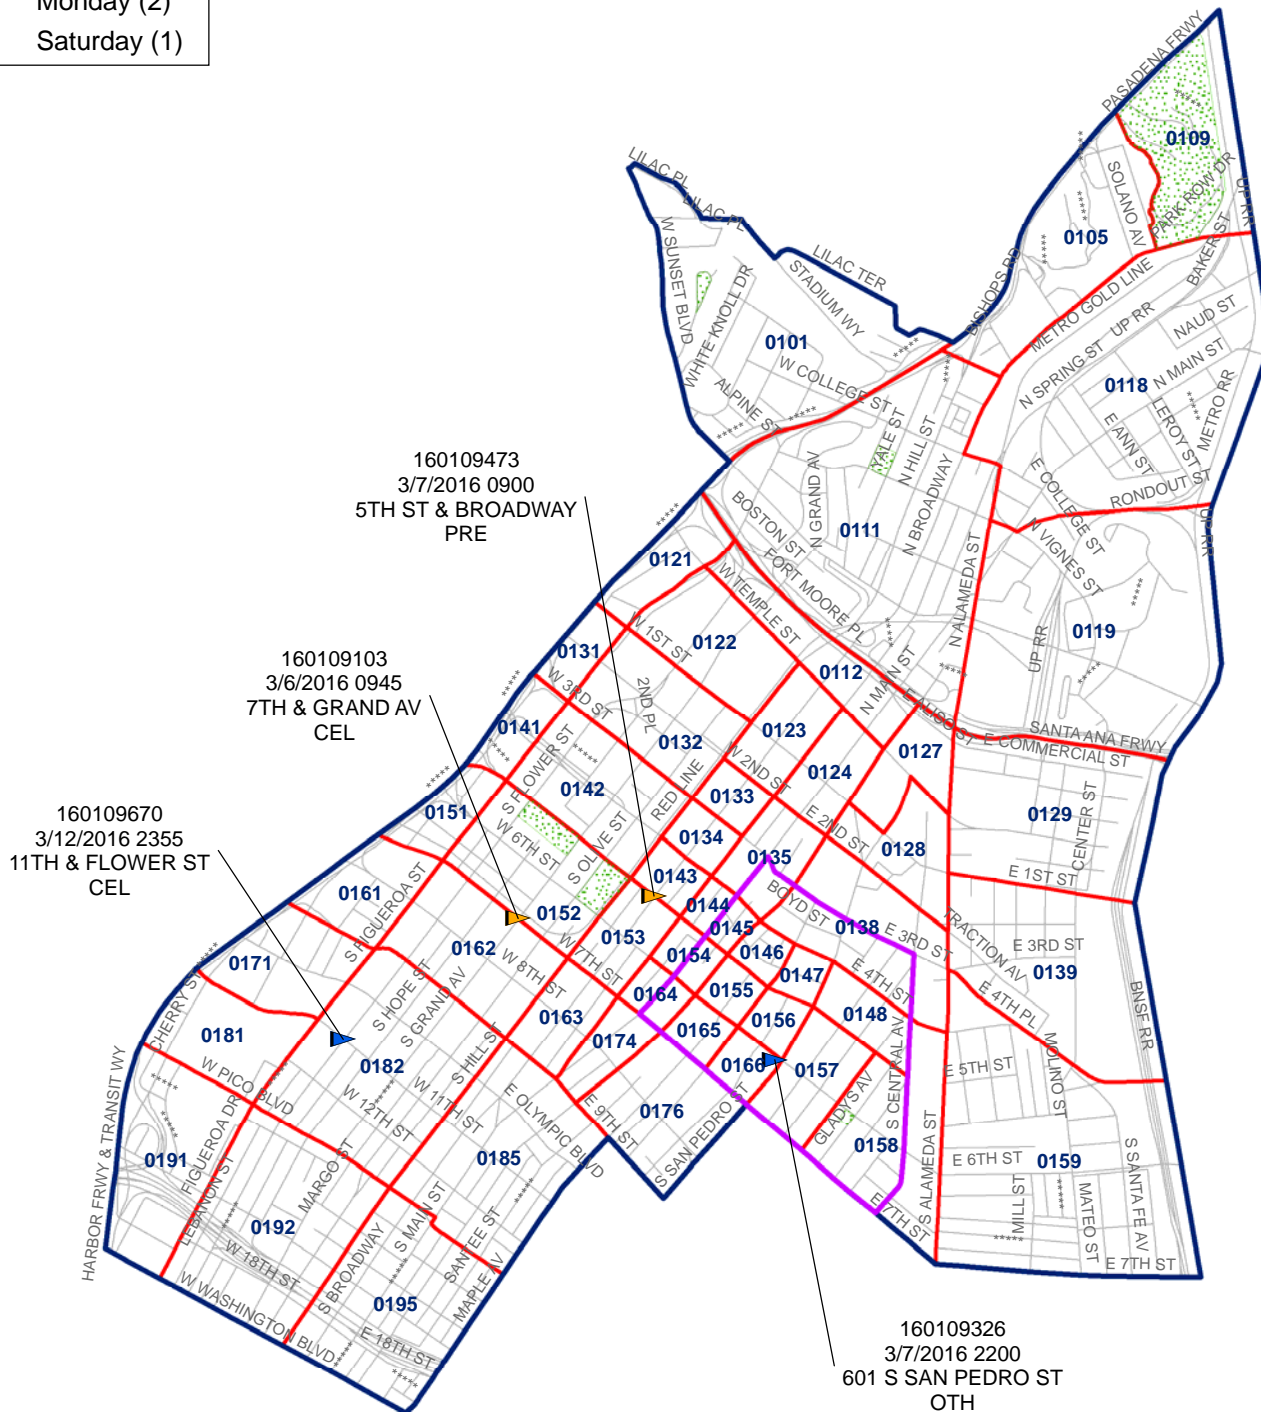 Monday (2)
Saturday (1)
PASADENA FRWY
0109
LILAC PL
LILAC PL
SOLANO AV
PARK ROW DR
UP RR
W SUNSET BLVD
0105
BAKER ST
LILAC TER
STADIUM WY
BISHOPS RD
METRO GOLD LINE
WHITE KNOLL DR
UP RR
NAUD ST
0101
N SPRING ST
N MAIN ST
W COLLEGE ST
0118
ALPINE ST
LEROY ST
METRO RR
YALE ST
N HILL ST
E ANN ST
160109473
3/7/2016 0900
5TH ST & BROADWAY
PRE
N GRAND AV
N BROADWAY
E COLLEGE ST
RONDOUT ST
BOSTON ST
0111
N VIGNES ST
UP RR
0121
FORT MOORE PL
N ALAMEDA ST
W TEMPLE ST
W 1ST ST
0122
0119
160109103
3/6/2016 0945
7TH & GRAND AV
CEL
0131
UP RR
0112
N MAIN ST
W 3RD ST
2ND PL
E ALISO ST
SANTA ANA FRWY
0141
0132
0123
E COMMERCIAL ST
S FLOWER ST
W 2ND ST
0127
0124
RED LINE
0142
0133
160109670
3/12/2016 2355
11TH & FLOWER ST
CEL
0151
0129
CENTER ST
W 6TH ST
S OLIVE ST
0134
E 2ND ST
0128
0135
0143
E 1ST ST
0161
S FIGUEROA ST
BOYD ST
0144
0152
TRACTION AV
0145
0138
E 3RD ST
0153
0162
W 7TH ST
E 3RD ST
0146
0154
0171
W 8TH ST
0147
E 4TH ST
0139
CHERRY ST
S HOPE ST
0155
0164
E 4TH PL
BNSF RR
S GRAND AV
0148
0163
0156
0165
0181
S HILL ST
0174
S CENTRAL AV
MOLINO ST
0182
0166
0157
E 5TH ST
HARBOR FRWY & TRANSIT WY
W PICO BLVD
W 12TH ST
W 11TH ST
E OLYMPIC BLVD
E 9TH ST
0176
S SAN PEDRO ST
GLADYS AV
FIGUEROA DR
0158
S ALAMEDA ST
0191
0185
E 6TH ST
0159
S SANTA FE AV
LEBANON ST
MARGO ST
MILL ST
MATEO ST
0192
S MAIN ST
SANTEE ST
E 7TH ST
S BROADWAY
W 18TH ST
MAPLE AV
E 7TH ST
W WASHINGTON BLVD
0195
E 18TH ST
160109326
3/7/2016 2200
601 S SAN PEDRO ST
OTH